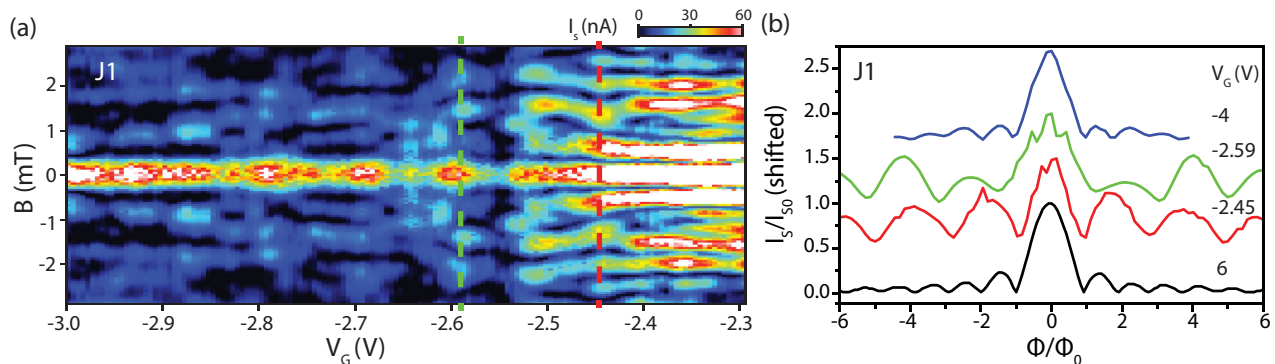 (a)
I_s (nA)
0 30 60
J1
B (mT)
2
1
0
-1
-2
-3.0 -2.9 -2.8 -2.7 -2.6 -2.5 -2.4 -2.3
V_G (V)
(b)
J1
V_G (V)
-4
-2.59
-2.45
6
I_S/I_S0 (shifted)
2.5
2.0
1.5
1.0
0.5
0.0
-6 -4 -2 0 2 4 6
Φ/Φ_0